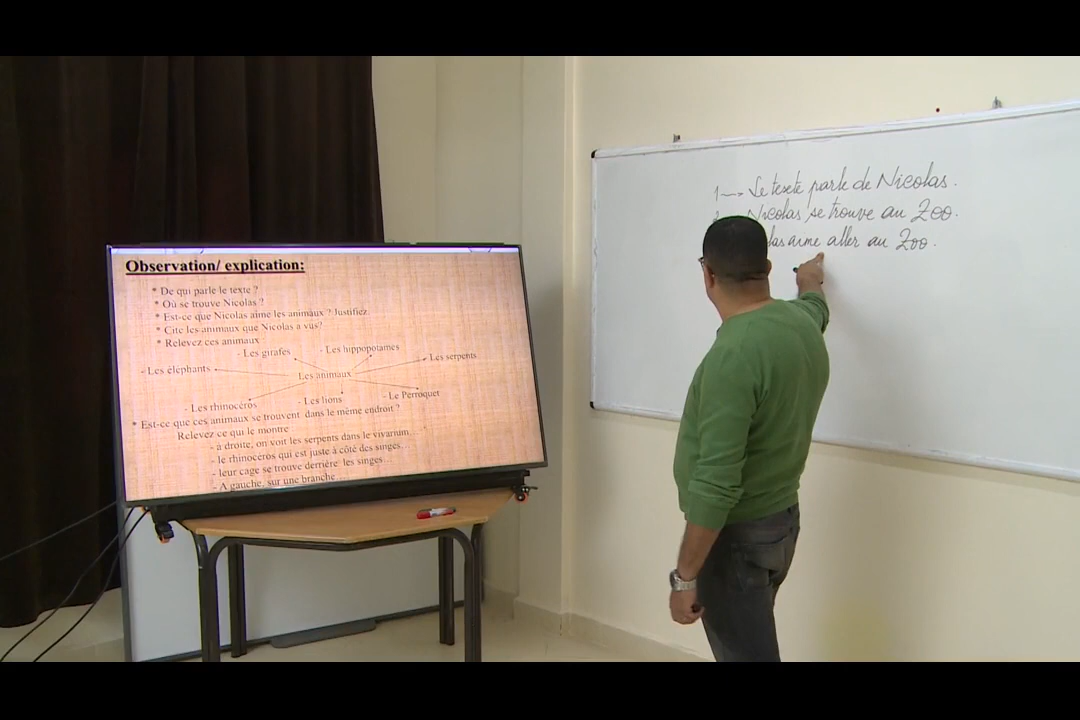 Observation/ explication:
* De qui parle le texte ?
* Où se trouve Nicolas ?
* Est-ce que Nicolas aime les animaux ? Justifiez
* Cite les animaux que Nicolas a vus?
* Relevez ces animaux
- Les girafes
- Les hippopotames
- Les éléphants
- Les serpents
Les animaux
- Les rhinocéros
- Les lions
- Le Perroquet
* Est-ce que ces animaux se trouvent dans le même endroit ?
Relevez ce qui le montre
- a droite, on voit les serpents dans le vivarium…
- le rhinocéros qui est juste à côté des singes…
- leur cage se trouve derrière les singes…
- A gauche, sur une branche…
1 ---> Le texte parle de Nicolas.
Nicolas se trouve au Zoo.
las aime aller au Zoo.